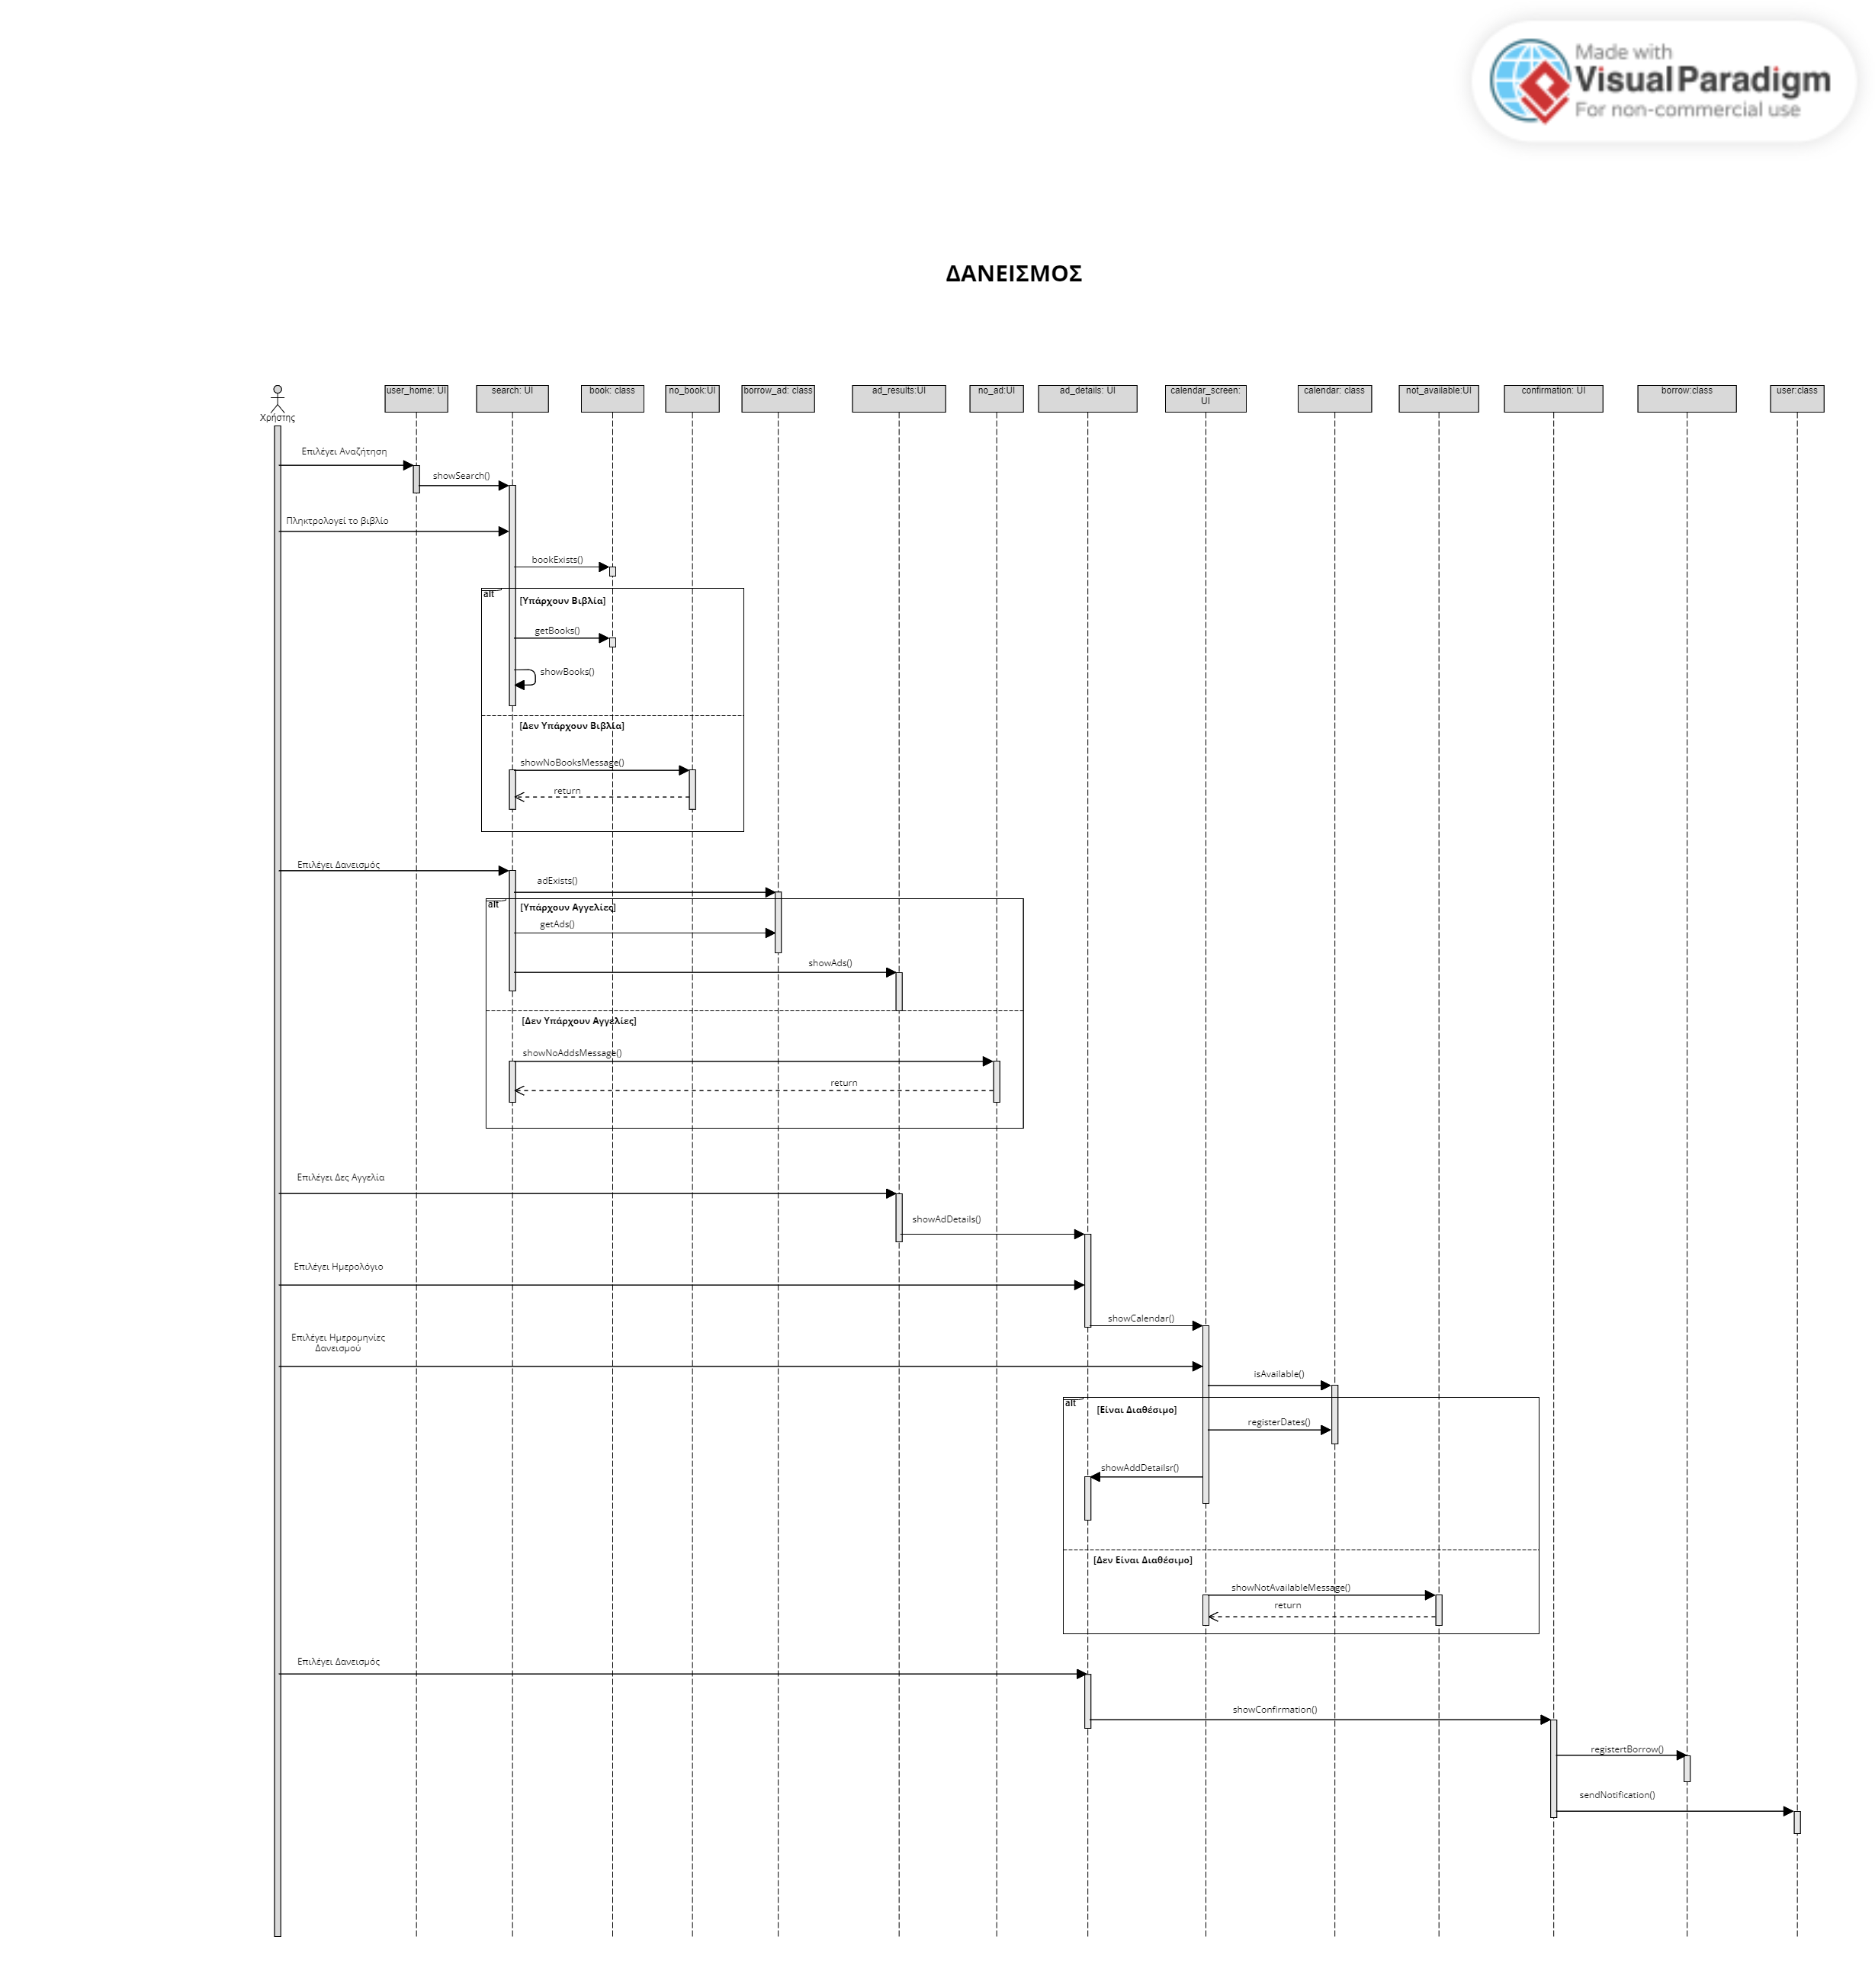 Made with
Visual Paradigm
For non-commercial use
ΔΑΝΕΙΣΜΟΣ
Χρήστης
user_home: UI
search: UI
book: class
no_book:UI
borrow_ad: class
ad_results:UI
no_ad:UI
ad_details: UI
calendar_screen:
UI
calendar: class
not_available:UI
confirmation: UI
borrow:class
user:class
Επιλέγει Αναζήτηση
showSearch()
Πληκτρολογεί το βιβλίο
bookExists()
alt
[Υπάρχουν Βιβλία]
getBooks()
showBooks()
[Δεν Υπάρχουν Βιβλία]
showNoBooksMessage()
return
Επιλέγει Δανεισμός
adExists()
alt
[Υπάρχουν Αγγελίες]
getAds()
showAds()
[Δεν Υπάρχουν Αγγελίες]
showNoAddsMessage()
return
Επιλέγει Δες Αγγελία
showAdDetails()
Επιλέγει Ημερολόγιο
showCalendar()
Επιλέγει Ημερομηνίες
Δανεισμού
isAvailable()
alt
[Είναι Διαθέσιμο]
registerDates()
showAddDetailsr()
[Δεν Είναι Διαθέσιμο]
showNotAvailableMessage()
return
Επιλέγει Δανεισμός
showConfirmation()
registertBorrow()
sendNotification()